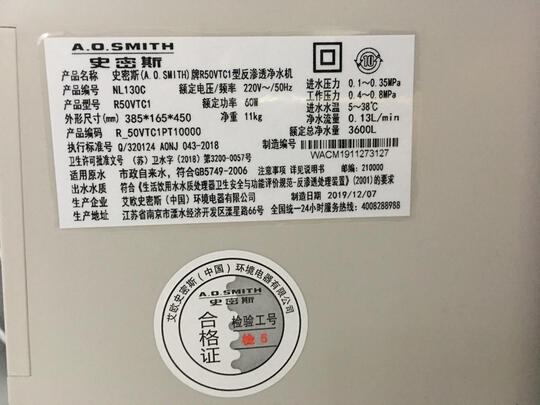 A.O.SMITH
史密斯
产品名称 史密斯(A.O.SMITH)牌R50VTC1型反渗透净水机
产品编号 NL130C 额定电压/频率 220V~/50Hz
产品型号 R50VTC1 额定功率 60W
外形尺寸(mm) 385*165*450 净重 11kg
产品编码 R_50VTC1PT10000
执行标准号 Q/320124 AONJ 043-2018
卫生许可批准文号 (苏)卫水字(2018)第3200-0057号
适用原水 市政自来水,符合GB5749-2006 注意事项 详见说明书 邮编:210000
出水水质 符合《生活饮用水水质处理器卫生安全与功能评价规范-反渗透处理装置》(2001)的要求
制造商 艾欧史密斯(中国)环境电器有限公司 制造日期 2019/12/07
生产地址 江苏省南京市溧水经济开发区滢星路66号 全国统一24小时服务热线:4008288988
10
进水压力 0.1~0.35MPa
工作压力 0.4~0.8MPa
进水水温 5~38℃
净水流量 0.13L/min
额定总净水量 3600L
制造编号
WACM1911273127
艾欧史密斯(中国)环境电器有限公司
A.O.SMITH
史密斯
合格证
检验工号
检 5